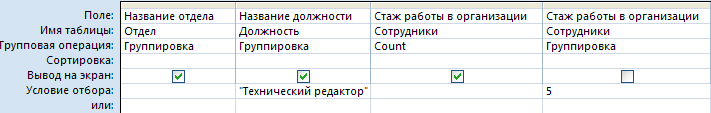 Поле: Название отдела Название должности Стаж работы в организации Стаж работы в организации
Имя таблицы: Отдел Должность Сотрудники Сотрудники
Групповая операция: Группировка Группировка Count Группировка
Сортировка:
Вывод на экран:
Условие отбора: "Технический редактор" 5
или: